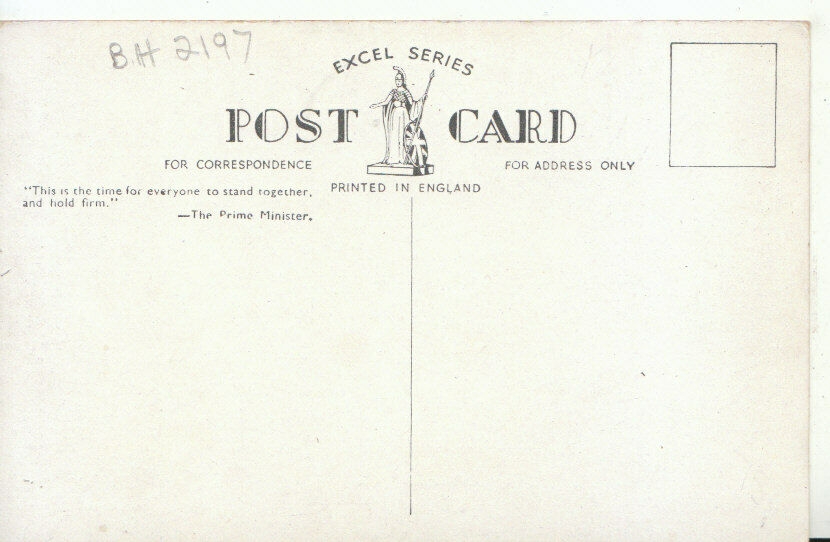 BH 2197
EXCEL SERIES
POST CARD
FOR CORRESPONDENCE
FOR ADDRESS ONLY
PRINTED IN ENGLAND
"This is the time for everyone to stand together,
and hold firm."
—The Prime Minister.